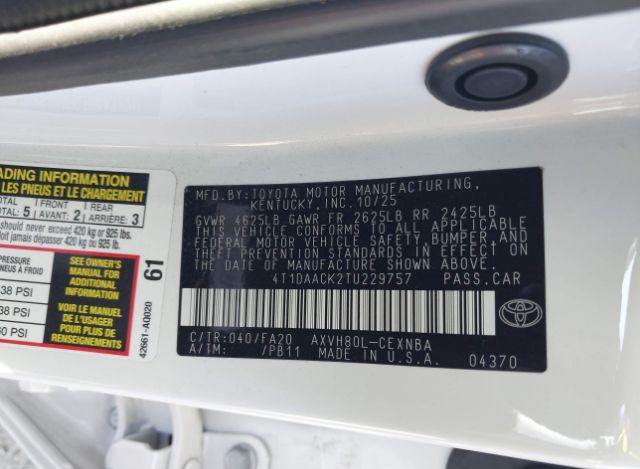 ADING INFORMATION
LES PNEUS ET LE CHARGEMENT
TOTAL FRONT REAR
TOTAL: 5 AVANT: 2 ARRIÈRE: 3
should never exceed 420 kg or 925 lbs.
doit jamais dépasser 420 kg ou 925 lb.
PRESSURE
PNEUS À FROID
38 PSI
38 PSI
60 PSI
SEE OWNER'S
MANUAL FOR
ADDITIONAL
INFORMATION
VOIR LE MANUEL
DE L'USAGER
POUR PLUS DE
RENSEIGNEMENTS
61
42661-A0020
MFD.BY:TOYOTA MOTOR MANUFACTURING,
KENTUCKY, INC. 10/25
GVWR 4625LB GAWR FR 2625LB RR 2425LB
THIS VEHICLE CONFORMS TO ALL APPLICABLE
FEDERAL MOTOR VEHICLE SAFETY, BUMPER, AND
THEFT PREVENTION STANDARDS IN EFFECT ON
THE DATE OF MANUFACTURE SHOWN ABOVE.
4T1DAACK2TU229757 PASS.CAR
C/TR:040/FA20 AXVH80L-CEXNBA
A/TM: /PB11 MADE IN U.S.A. 04370
TOYOTA